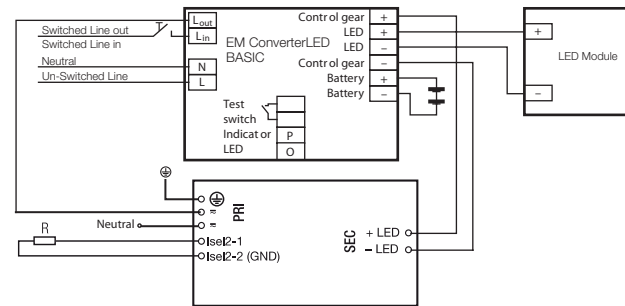 Switched Line out
Switched Line in
Neutral
Un-Switched Line
Lout
Lin
N
L
EM ConverterLED
BASIC
Test
switch
Indicator
LED
P
O
Control gear +
LED +
LED –
Control gear –
Battery +
Battery –
+
LED Module
–
PRI
≂
≂
Neutral
R
Isel2-1
Isel2-2 (GND)
SEC
+ LED
– LED